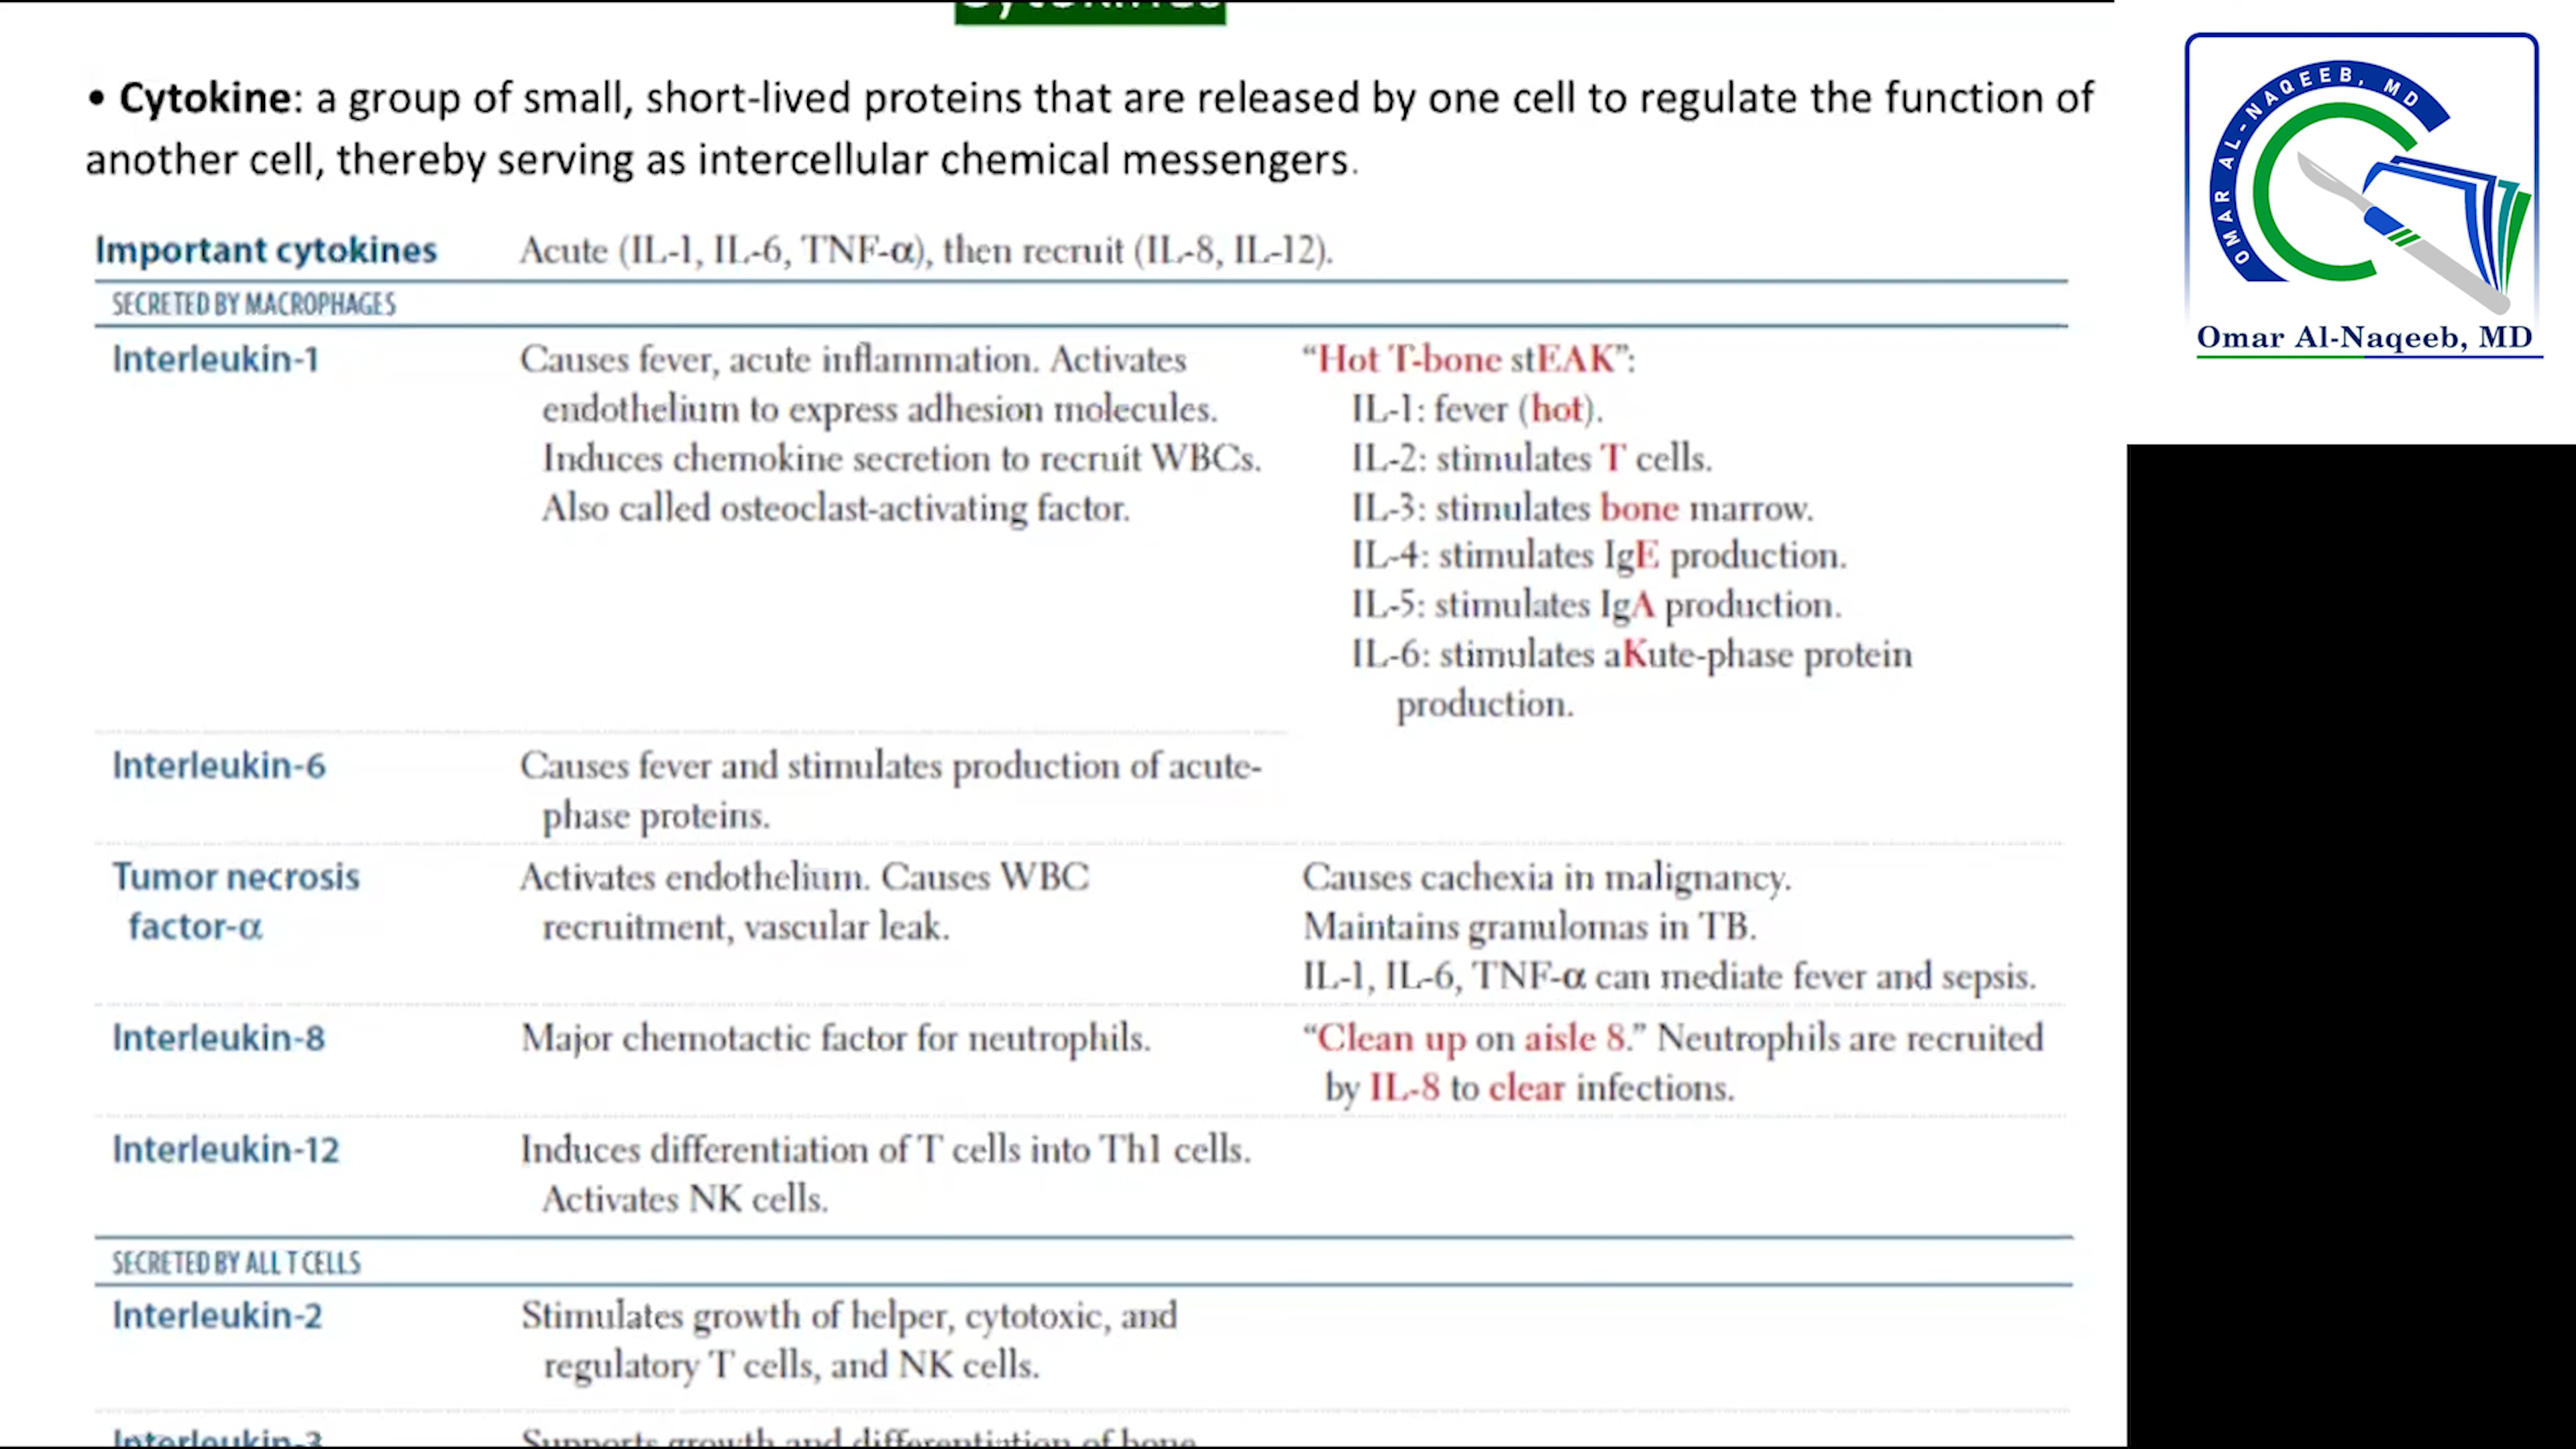 Cytokines
• Cytokine: a group of small, short-lived proteins that are released by one cell to regulate the function of
another cell, thereby serving as intercellular chemical messengers.
Important cytokines Acute (IL-1, IL-6, TNF-α), then recruit (IL-8, IL-12).
SECRETED BY MACROPHAGES
Interleukin-1 Causes fever, acute inflammation. Activates
endothelium to express adhesion molecules.
Induces chemokine secretion to recruit WBCs.
Also called osteoclast-activating factor.
“Hot T-bone stEAK”:
IL-1: fever (hot).
IL-2: stimulates T cells.
IL-3: stimulates bone marrow.
IL-4: stimulates IgE production.
IL-5: stimulates IgA production.
IL-6: stimulates aKute-phase protein
production.
Interleukin-6 Causes fever and stimulates production of acute-
phase proteins.
Tumor necrosis
factor-α
Activates endothelium. Causes WBC
recruitment, vascular leak.
Causes cachexia in malignancy.
Maintains granulomas in TB.
IL-1, IL-6, TNF-α can mediate fever and sepsis.
Interleukin-8 Major chemotactic factor for neutrophils.
“Clean up on aisle 8.” Neutrophils are recruited
by IL-8 to clear infections.
Interleukin-12 Induces differentiation of T cells into Th1 cells.
Activates NK cells.
SECRETED BY ALL T CELLS
Interleukin-2 Stimulates growth of helper, cytotoxic, and
regulatory T cells, and NK cells.
Interleukin-3 Supports growth and differentiation of bone
OMAR AL-NAQEEB, MD
Omar Al-Naqeeb, MD